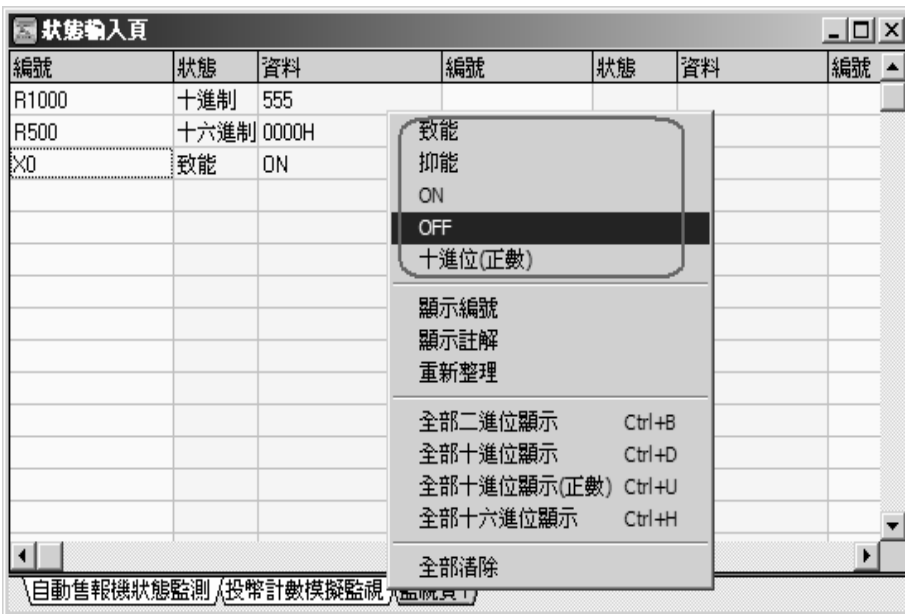 狀態輸入頁
編號 狀態 資料 編號 狀態 資料 編號
R1000 十進制 555
R500 十六進制 0000H
X0 致能 ON
致能
抑能
ON
OFF
十進位(正數)
顯示編號
顯示註解
重新整理
全部二進位顯示 Ctrl+B
全部十進位顯示 Ctrl+D
全部十進位顯示(正數) Ctrl+U
全部十六進位顯示 Ctrl+H
全部清除
自動售報機狀態監測 投幣計數模擬監視